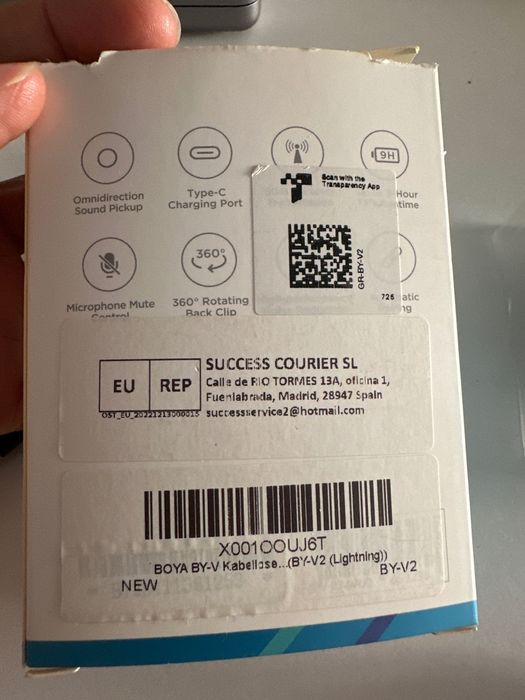 Omnidirection
Sound Pickup
Type-C
Charging Port
9H
Hour
Scan with the
Transparency App
GR-BY-V2
726
Microphone Mute
Control
360°
360° Rotating
Back Clip
EU REP
OST_EU_20221213000015
SUCCESS COURIER SL
Calle de RIO TORMES 13A, oficina 1,
Fuenlabrada, Madrid, 28947 Spain
successservice2@hotmail.com
X001OOUJ6T
BOYA BY-V Kabellose...(BY-V2 (Lightning))
NEW
BY-V2